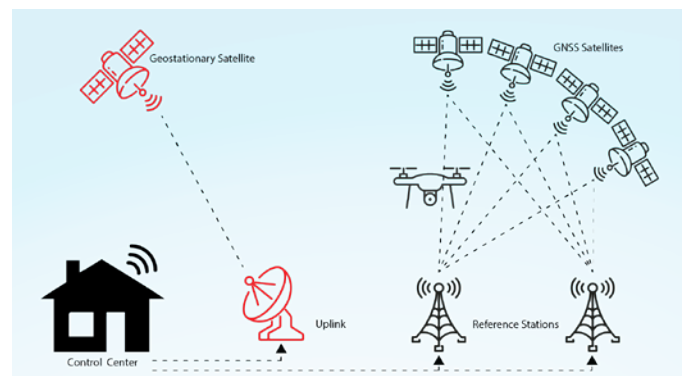 Geostationary Satellite
GNSS Satellites
Uplink
Reference Stations
Control Center